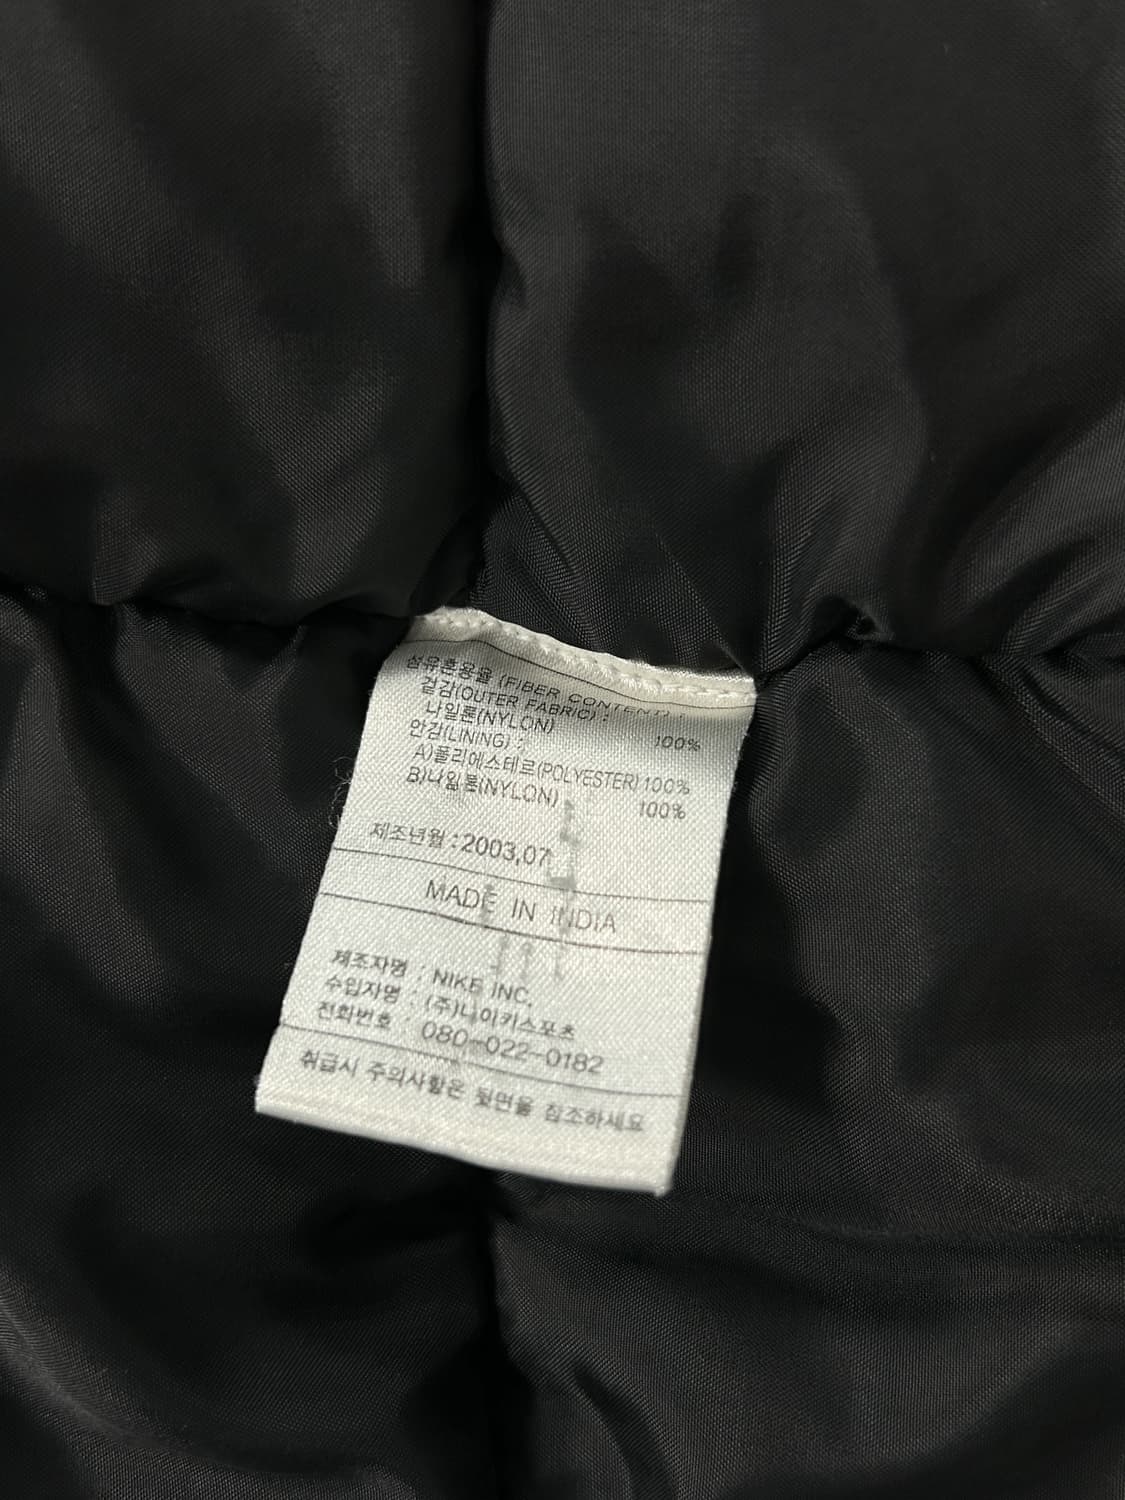 섬유혼용율 (FIBER CONTENT) :
겉감(OUTER FABRIC) :
나일론(NYLON) 100%
안감(LINING) :
A)폴리에스테르(POLYESTER) 100%
B)나일론(NYLON) 100%
제조년월 : 2003,07
MADE IN INDIA
제조자명 : NIKE INC.
수입자명 : (주)나이키스포츠
전화번호 : 080-022-0182
취급시 주의사항은 뒷면을 참조하세요